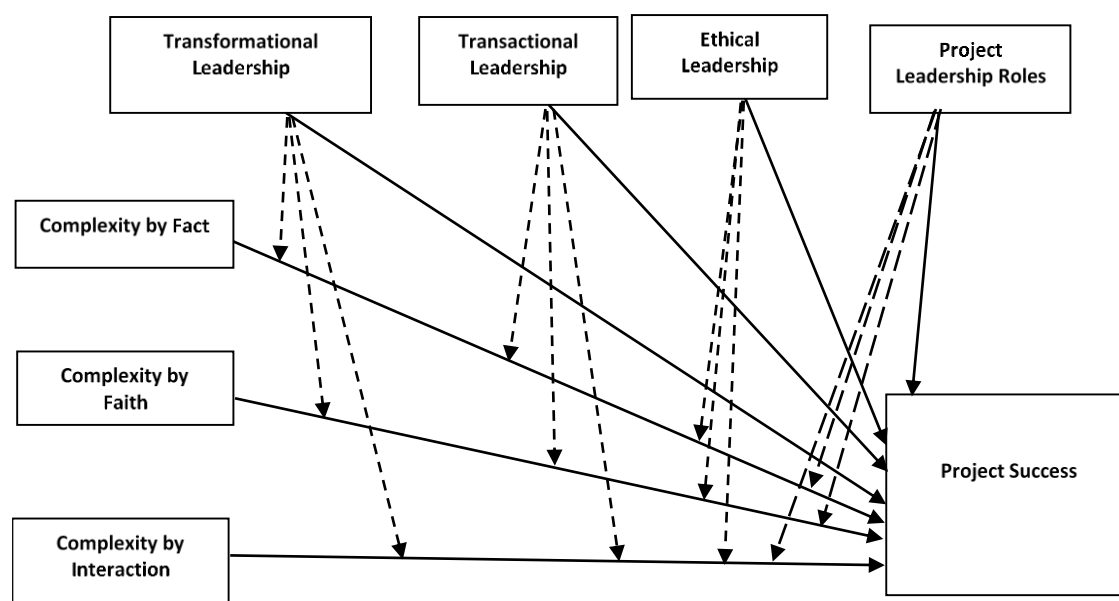 Transformational
Leadership
Transactional
Leadership
Ethical
Leadership
Project
Leadership Roles
Complexity by Fact
Complexity by
Faith
Project Success
Complexity by
Interaction